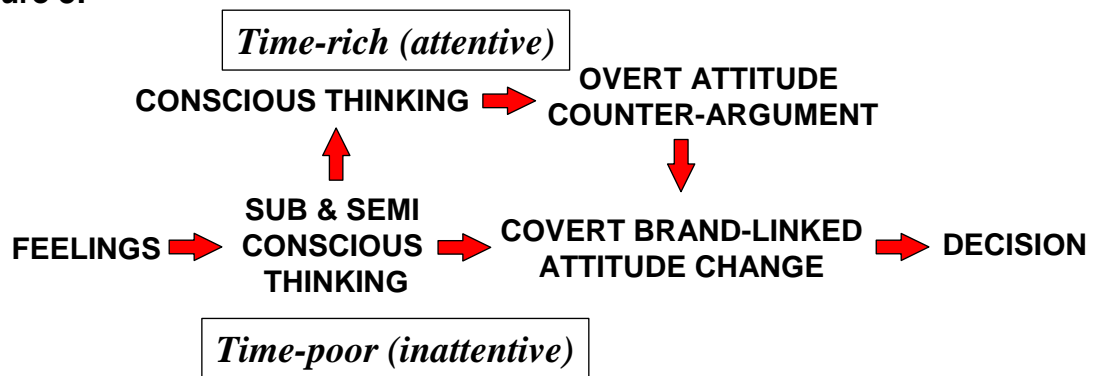 Time-rich (attentive)
CONSCIOUS THINKING
OVERT ATTITUDE
COUNTER-ARGUMENT
FEELINGS
SUB & SEMI
CONSCIOUS
THINKING
COVERT BRAND-LINKED
ATTITUDE CHANGE
DECISION
Time-poor (inattentive)